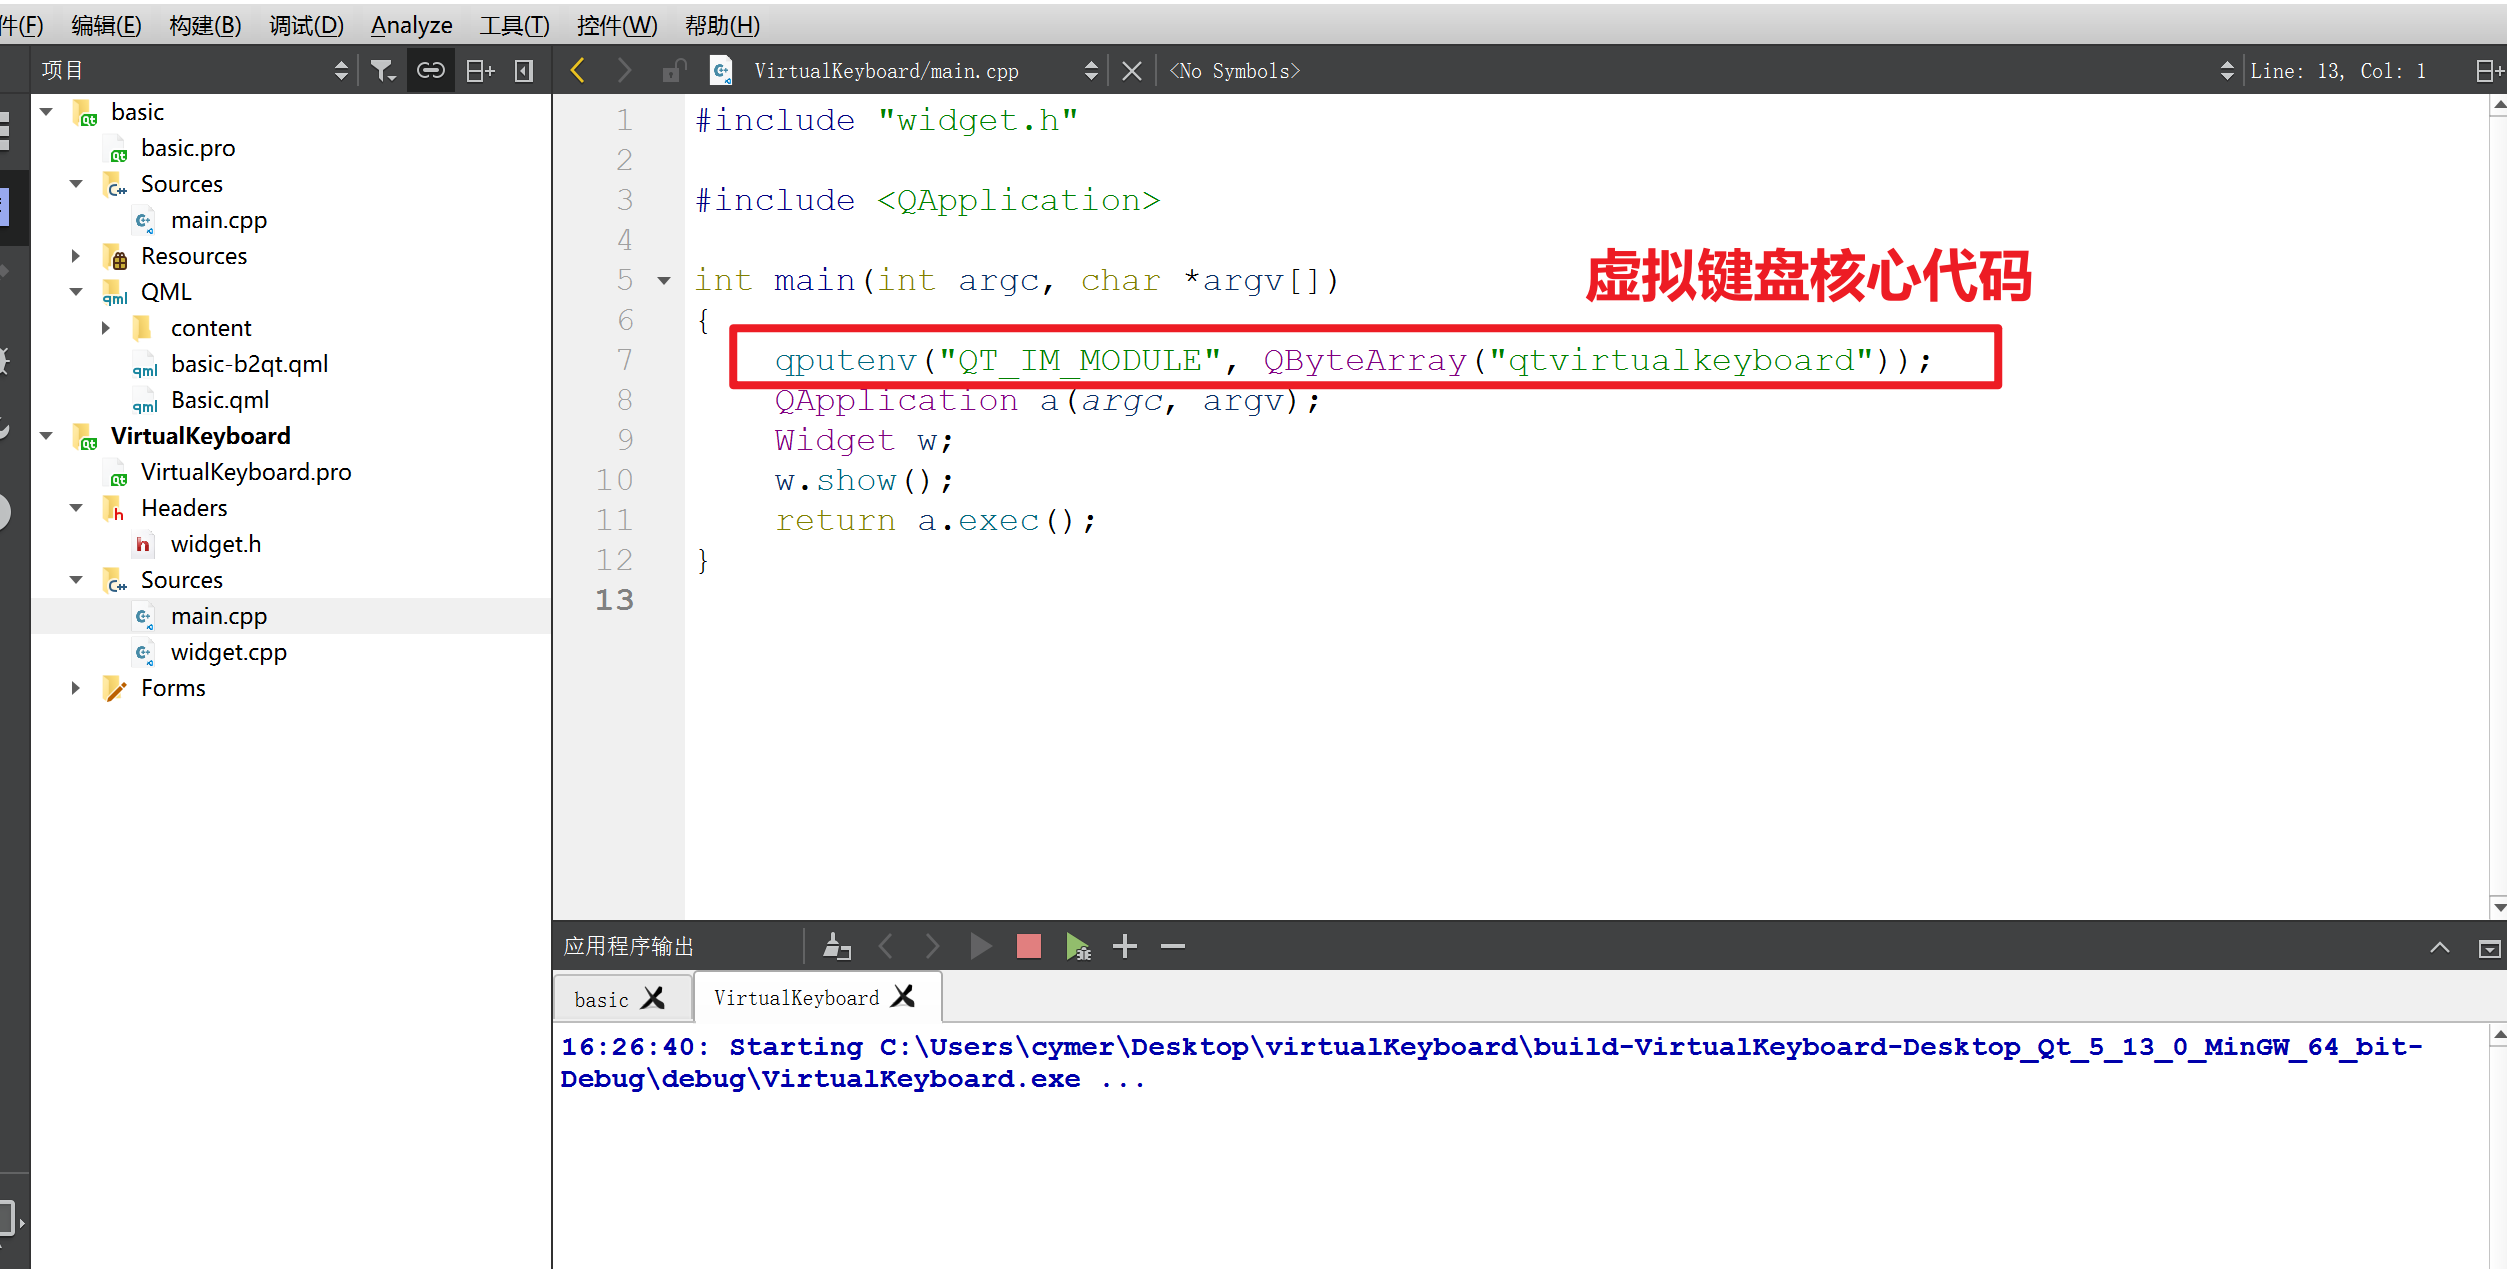 件(F) 编辑(E) 构建(B) 调试(D) Analyze 工具(T) 控件(W) 帮助(H)
项目
VirtualKeyboard/main.cpp
<No Symbols>
Line: 13, Col: 1
basic
basic.pro
Sources
main.cpp
Resources
QML
content
basic-b2qt.qml
Basic.qml
VirtualKeyboard
VirtualKeyboard.pro
Headers
widget.h
Sources
main.cpp
widget.cpp
Forms
1 #include "widget.h"
2
3 #include <QApplication>
4
5 int main(int argc, char *argv[])
虚拟键盘核心代码
6 {
7 qputenv("QT_IM_MODULE", QByteArray("qtvirtualkeyboard"));
8 QApplication a(argc, argv);
9 Widget w;
10 w.show();
11 return a.exec();
12 }
13
应用程序输出
basic
VirtualKeyboard
16:26:40: Starting C:\Users\cymer\Desktop\virtualKeyboard\build-VirtualKeyboard-Desktop_Qt_5_13_0_MinGW_64_bit-
Debug\debug\VirtualKeyboard.exe ...